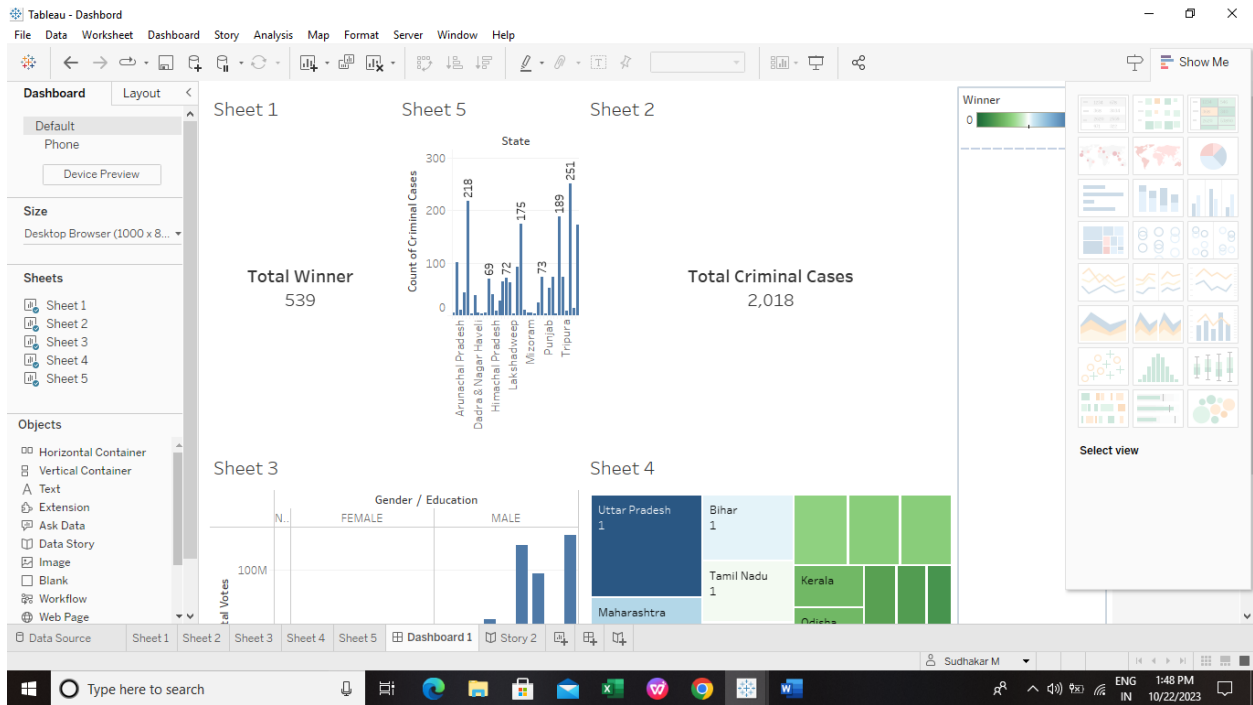 Tableau - Dashbord
File Data Worksheet Dashboard Story Analysis Map Format Server Window Help
Show Me
Dashboard Layout
Default
Phone
Device Preview
Size
Desktop Browser (1000 x 8...
Sheets
Sheet 1
Sheet 2
Sheet 3
Sheet 4
Sheet 5
Objects
Horizontal Container
Vertical Container
Text
Extension
Ask Data
Data Story
Image
Blank
Workflow
Web Page
Sheet 1
Total Winner
539
Sheet 5
State
Count of Criminal Cases
300
200
100
0
218
69
72
175
73
189
251
Arunachal Pradesh
Dadra & Nagar Haveli
Himachal Pradesh
Lakshadweep
Mizoram
Punjab
Tripura
Sheet 2
Total Criminal Cases
2,018
Winner
0
Select view
Sheet 3
Gender / Education
N.. FEMALE MALE
100M
tal Votes
Sheet 4
Uttar Pradesh
1
Bihar
1
Tamil Nadu
1
Maharashtra
Kerala
Odisha
Data Source Sheet 1 Sheet 2 Sheet 3 Sheet 4 Sheet 5 Dashboard 1 Story 2
Sudhakar M
Type here to search
W
ENG
IN
1:48 PM
10/22/2023